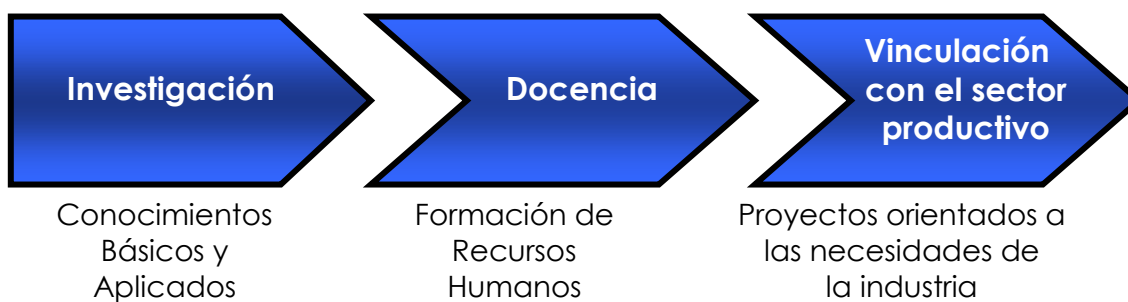 Investigación
Conocimientos
Básicos y
Aplicados
Docencia
Formación de
Recursos
Humanos
Vinculación
con el sector
productivo
Proyectos orientados a
las necesidades de
la industria